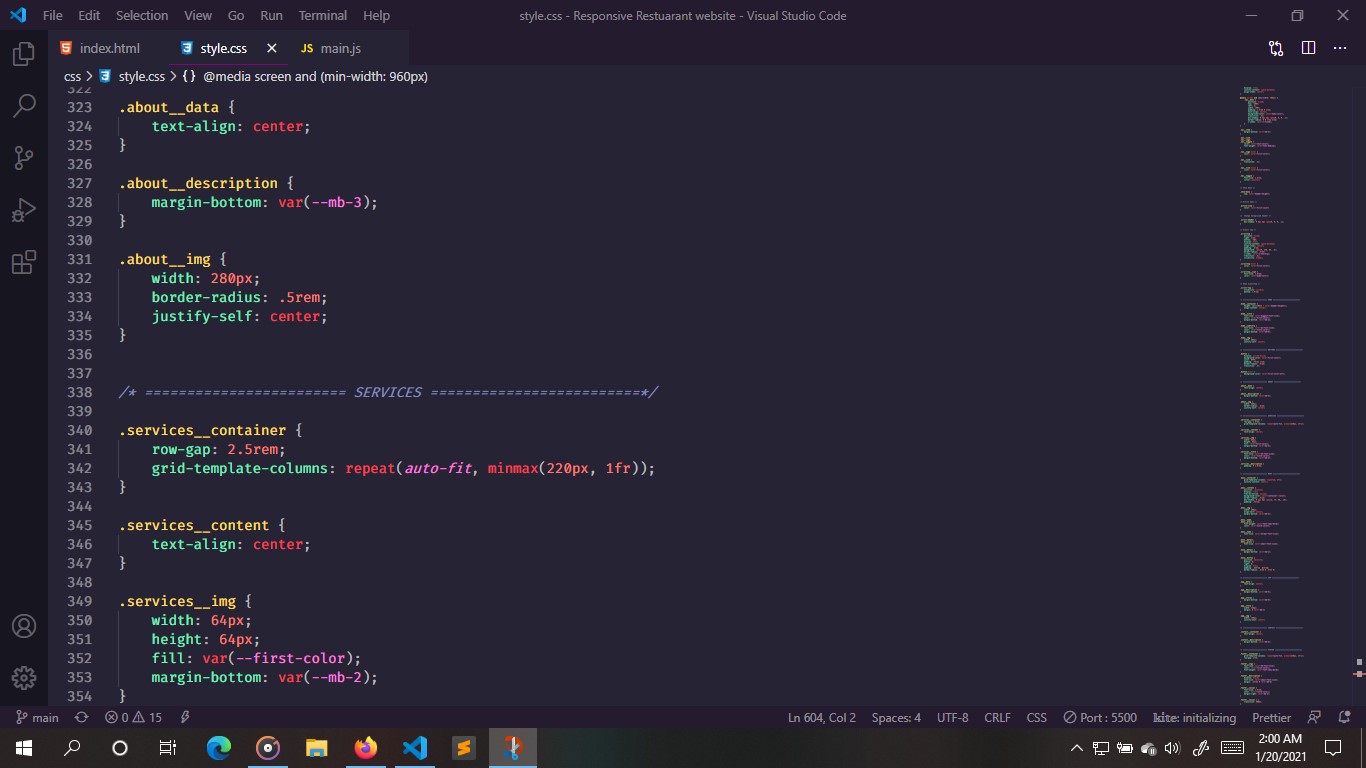 File Edit Selection View Go Run Terminal Help style.css - Responsive Restuarant website - Visual Studio Code
index.html style.css JS main.js
css > style.css > {} @media screen and (min-width: 960px)
322
323 .about__data {
324 text-align: center;
325 }
326
327 .about__description {
328 margin-bottom: var(--mb-3);
329 }
330
331 .about__img {
332 width: 280px;
333 border-radius: .5rem;
334 justify-self: center;
335 }
336
337
338 /* ======================== SERVICES =========================*/
339
340 .services__container {
341 row-gap: 2.5rem;
342 grid-template-columns: repeat(auto-fit, minmax(220px, 1fr));
343 }
344
345 .services__content {
346 text-align: center;
347 }
348
349 .services__img {
350 width: 64px;
351 height: 64px;
352 fill: var(--first-color);
353 margin-bottom: var(--mb-2);
354 }
main 0 15 Ln 604, Col 2 Spaces: 4 UTF-8 CRLF CSS Port : 5500 kite: initializing Prettier
2:00 AM
1/20/2021